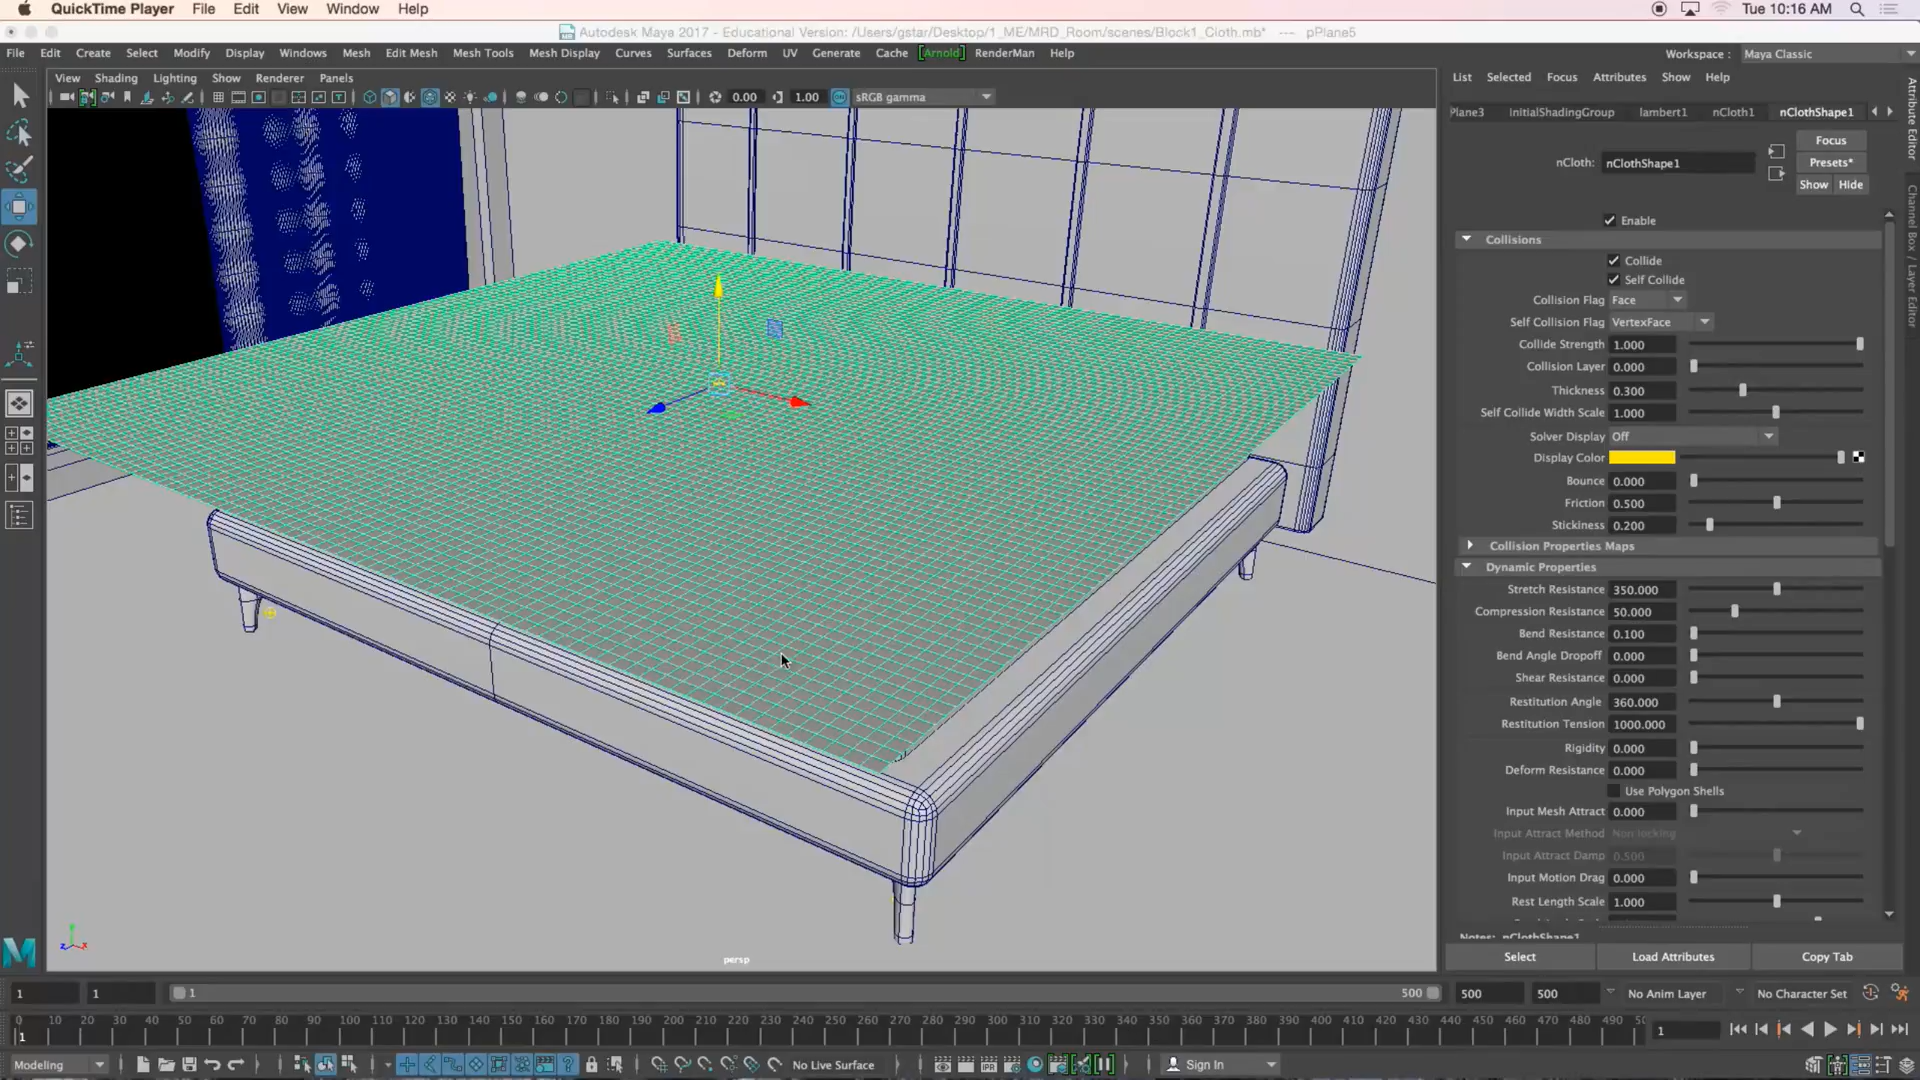 QuickTime Player File Edit View Window Help Tue 10:16 AM
Autodesk Maya 2017 - Educational Version: /Users/gstar/Desktop/1_ME/MRD_Room/scenes/Block1_Cloth.mb* --- pPlane5
File Edit Create Select Modify Display Windows Mesh Edit Mesh Mesh Tools Mesh Display Curves Surfaces Deform UV Generate Cache [Arnold] RenderMan Help Workspace : Maya Classic
View Shading Lighting Show Renderer Panels
0.00 1.00 sRGB gamma
List Selected Focus Attributes Show Help
Plane3 initialShadingGroup lambert1 nCloth1 nClothShape1
Focus
nCloth: nClothShape1 Presets*
Show Hide
Enable
Collisions
Collide
Self Collide
Collision Flag Face
Self Collision Flag VertexFace
Collide Strength 1.000
Collision Layer 0.000
Thickness 0.300
Self Collide Width Scale 1.000
Solver Display Off
Display Color
Bounce 0.000
Friction 0.500
Stickiness 0.200
Collision Properties Maps
Dynamic Properties
Stretch Resistance 350.000
Compression Resistance 50.000
Bend Resistance 0.100
Bend Angle Dropoff 0.000
Shear Resistance 0.000
Restitution Angle 360.000
Restitution Tension 1000.000
Rigidity 0.000
Deform Resistance 0.000
Use Polygon Shells
Input Mesh Attract 0.000
Input Attract Method Non locking
Input Attract Damp 0.500
Input Motion Drag 0.000
Rest Length Scale 1.000
Notes: nClothShape1
Select Load Attributes Copy Tab
Attribute Editor
Channel Box / Layer Editor
persp
z x
1 1 1 500 500 500 No Anim Layer No Character Set
0 10 20 30 40 50 60 70 80 90 100 110 120 130 140 150 160 170 180 190 200 210 220 230 240 250 260 270 280 290 300 310 320 330 340 350 360 370 380 390 400 410 420 430 440 450 460 470 480 490
1 1
Modeling No Live Surface Sign In